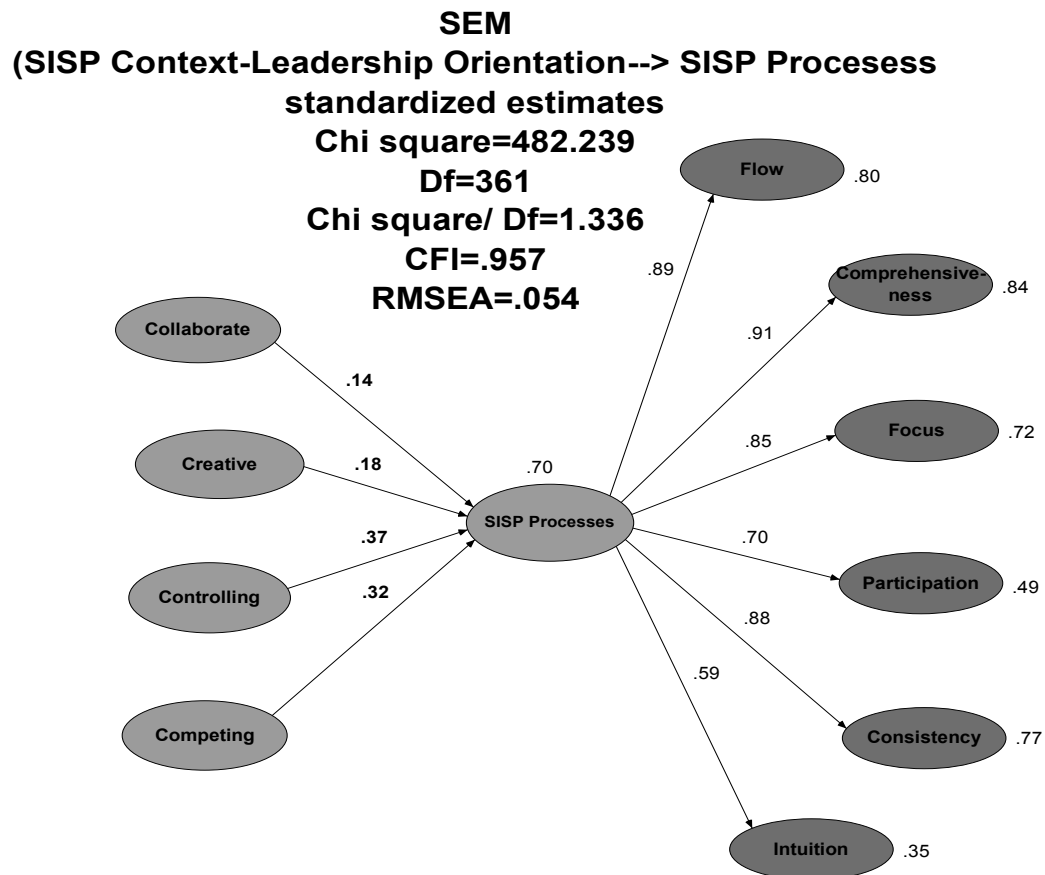 SEM
(SISP Context-Leadership Orientation--> SISP Procesess
standardized estimates
Chi square=482.239
Df=361
Chi square/ Df=1.336
CFI=.957
RMSEA=.054
Flow
.80
.89
Comprehensive-
ness
.84
.91
Collaborate
.14
Focus
.72
.85
Creative
.18
.70
SISP Processes
.37
.70
Controlling
.32
Participation
.49
.88
.59
Competing
Consistency
.77
Intuition
.35